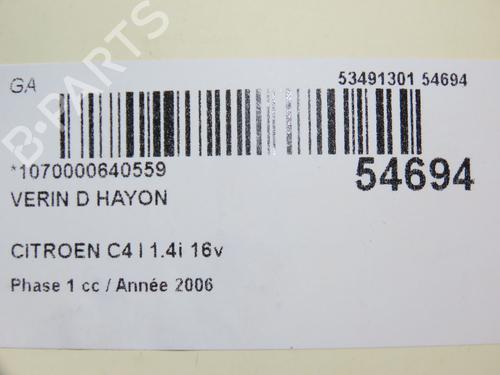 GA
53491301 54694
*1070000640559
54694
VERIN D HAYON
CITROEN C4 I 1.4i 16v
Phase 1 cc / Année 2006
B-PARTS